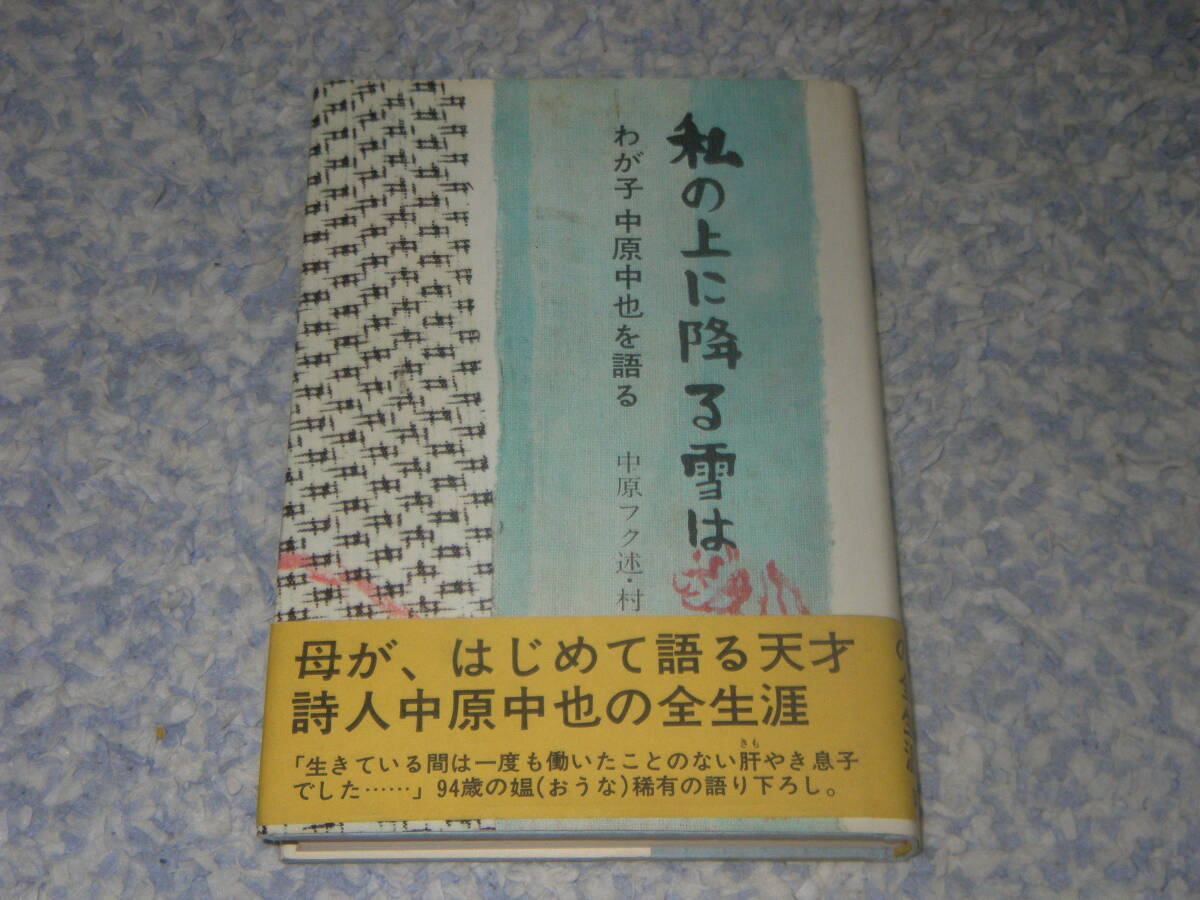 私の上に降る雪は
わが子中原中也を語る
中原フク述・村
母が、はじめて語る天才
詩人中原中也の全生涯
「生きている間は一度も働いたことのない肝やき息子
きも
でした……」94歳の媼(おうな)稀有の語り下ろし。